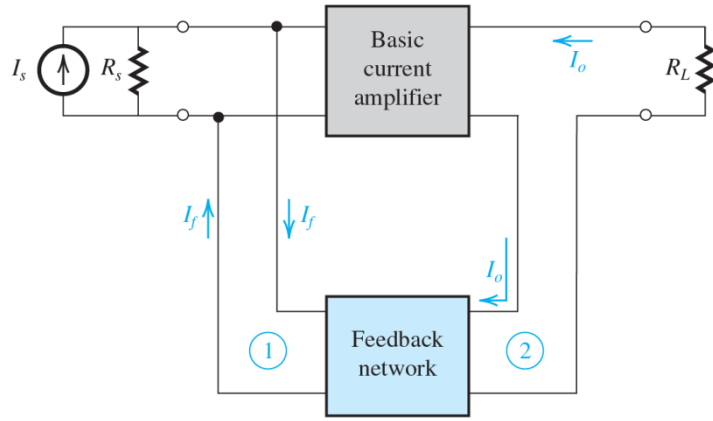 Basic
current
amplifier
I_s
R_s
I_o
R_L
I_f
I_f
I_o
1
Feedback
network
2